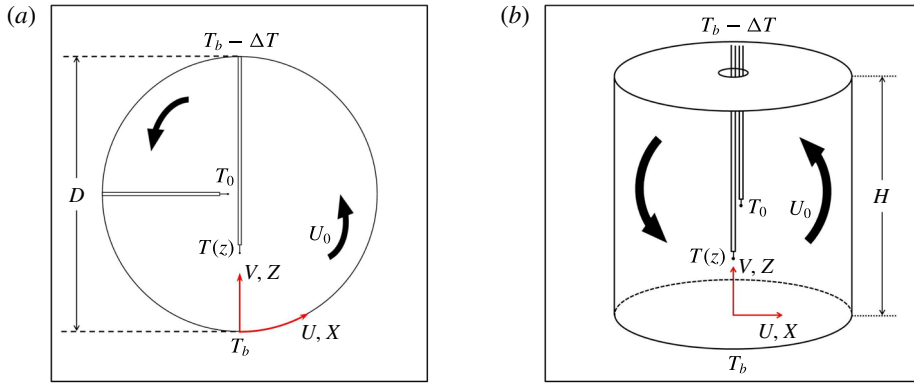 (a)
T_b − ΔT
D
T_0
U_0
T(z)
V, Z
U, X
T_b
(b)
T_b − ΔT
H
T_0
U_0
T(z)
V, Z
U, X
T_b